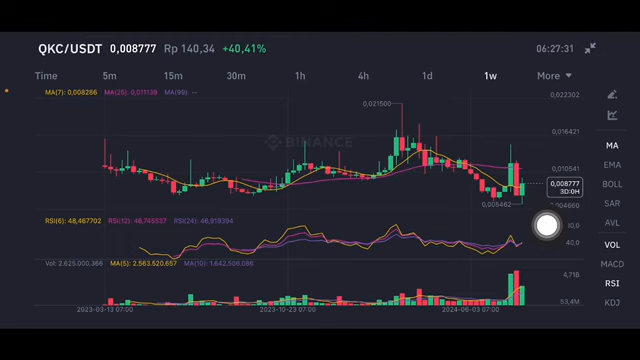 QKC/USDT 0,008777 Rp 140,34 +40,41% 06:27:31
Time 5m 15m 30m 1h 4h 1d 1w More
MA(7): 0,008286 MA(25): 0,011139 MA(99): --
0,022302
0,021500
MA
0,016421
EMA
BINANCE
0,010541
BOLL
0,008777
3D:0H
SAR
0,005462
0,004660
RSI(6): 48,467702 RSI(12): 46,745537 RSI(24): 46,919394
AVL
40,0
VOL
Vol: 2.625.000.366 MA(5): 2.563.520.657 MA(10): 1.642.506.086
MACD
4,71B
RSI
53,4M
KDJ
2023-03-13 07:00 2023-10-23 07:00 2024-06-03 07:00